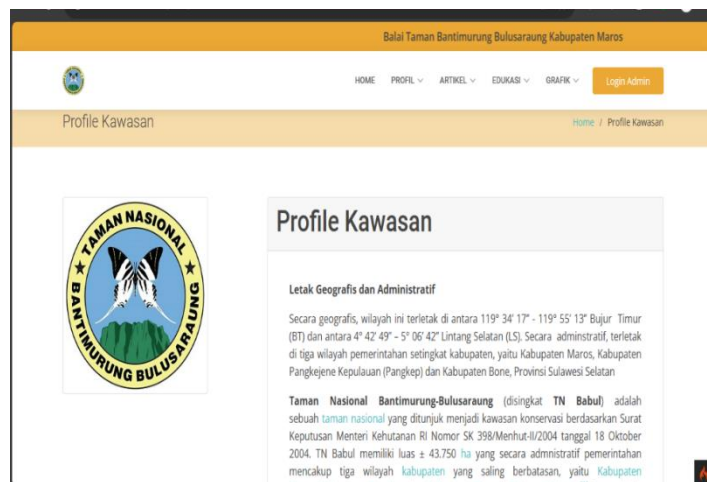 Balai Taman Bantimurung Bulusaraung Kabupaten Maros
HOME PROFIL ARTIKEL EDUKASI GRAFIK Login Admin
Profile Kawasan
Home / Profile Kawasan
TAMAN NASIONAL
BANTIMURUNG BULUSARAUNG
Profile Kawasan
Letak Geografis dan Administratif
Secara geografis, wilayah ini terletak di antara 119° 34' 17" - 119° 55' 13" Bujur Timur
(BT) dan antara 4° 42' 49" – 5° 06' 42" Lintang Selatan (LS). Secara adminstratif, terletak
di tiga wilayah pemerintahan setingkat kabupaten, yaitu Kabupaten Maros, Kabupaten
Pangkejene Kepulauan (Pangkep) dan Kabupaten Bone, Provinsi Sulawesi Selatan
Taman Nasional Bantimurung-Bulusaraung (disingkat TN Babul) adalah
sebuah taman nasional yang ditunjuk menjadi kawasan konservasi berdasarkan Surat
Keputusan Menteri Kehutanan RI Nomor SK 398/Menhut-II/2004 tanggal 18 Oktober
2004. TN Babul memiliki luas ± 43.750 ha yang secara admnistratif pemerintahan
mencakup tiga wilayah kabupaten yang saling berbatasan, yaitu Kabupaten